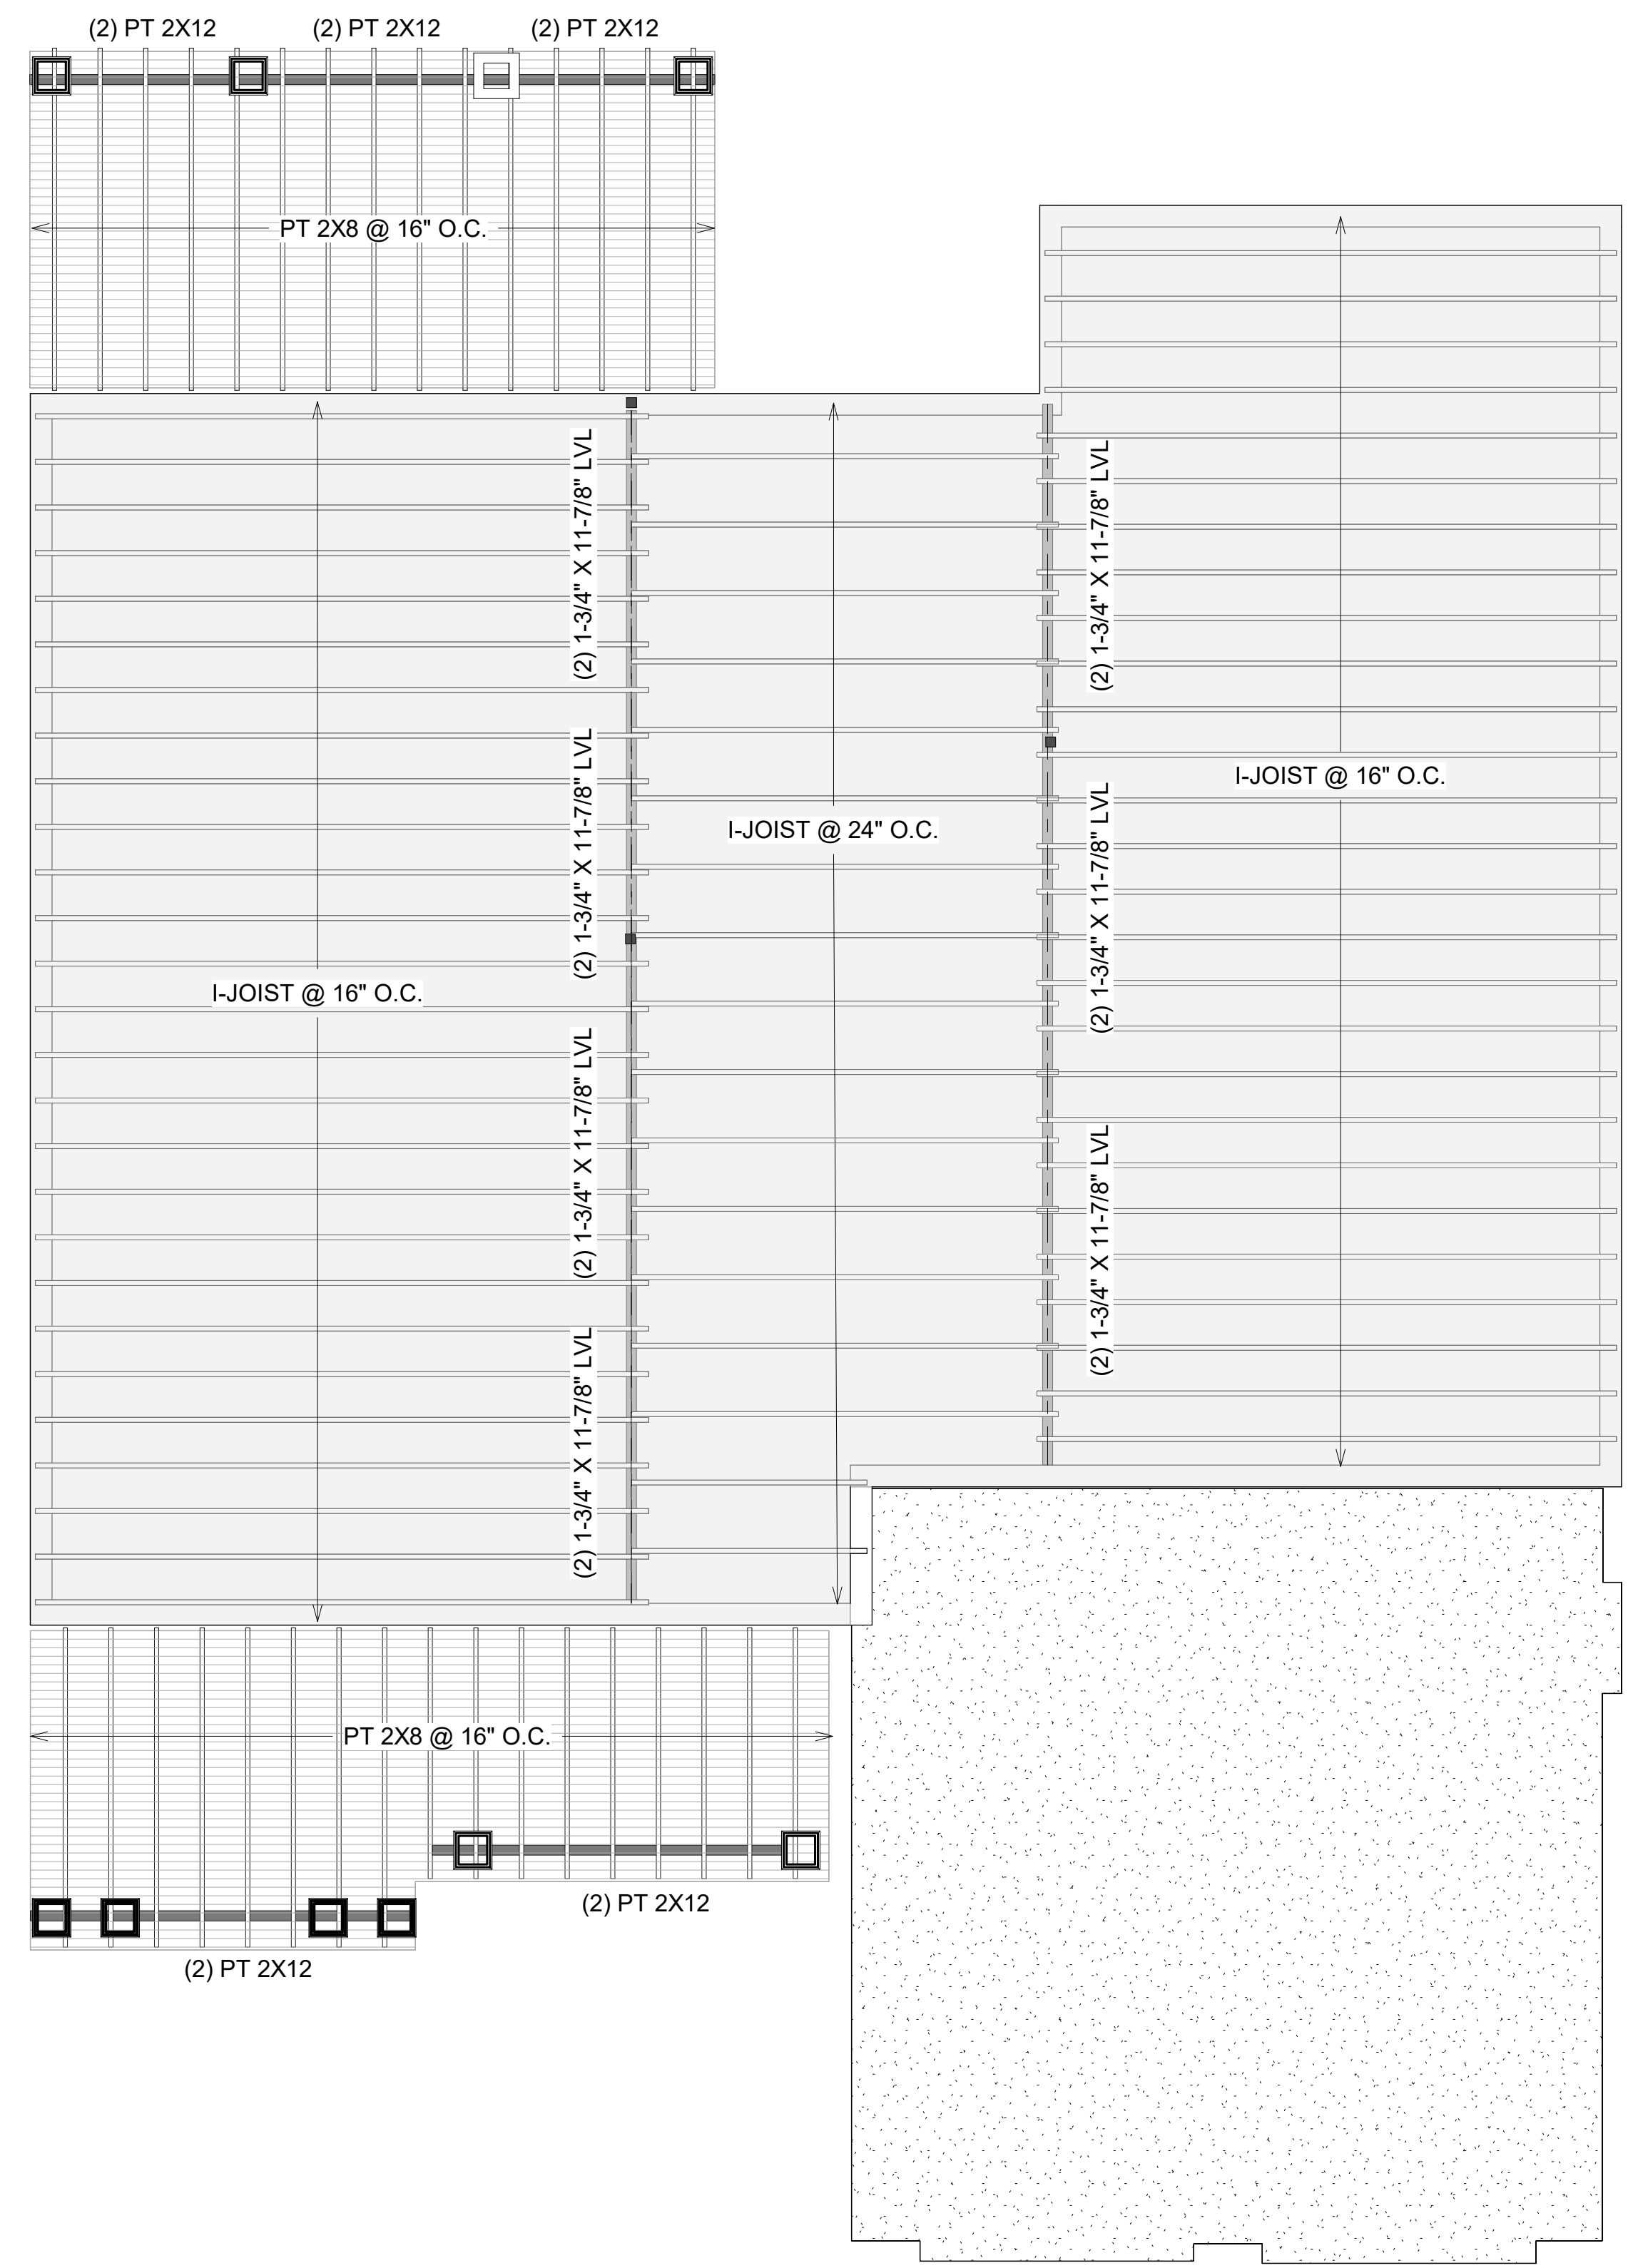 (2) PT 2X12
(2) PT 2X12
(2) PT 2X12
PT 2X8 @ 16" O.C.
(2) 1-3/4" X 11-7/8" LVL
(2) 1-3/4" X 11-7/8" LVL
(2) 1-3/4" X 11-7/8" LVL
(2) 1-3/4" X 11-7/8" LVL
(2) 1-3/4" X 11-7/8" LVL
(2) 1-3/4" X 11-7/8" LVL
(2) 1-3/4" X 11-7/8" LVL
I-JOIST @ 16" O.C.
I-JOIST @ 24" O.C.
I-JOIST @ 16" O.C.
PT 2X8 @ 16" O.C.
(2) PT 2X12
(2) PT 2X12